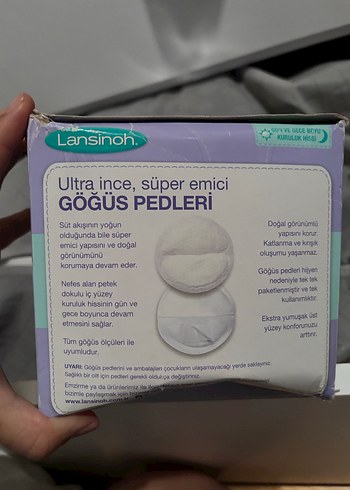 Lansinoh.
GÜN VE GECE BOYU
KURULUK HİSSİ
Ultra ince, süper emici
GÖĞÜS PEDLERİ
Süt akışının yoğun
olduğunda bile süper
emici yapısını ve doğal
görünümünü
korumaya devam eder.
Nefes alan petek
dokulu iç yüzey
kuruluk hissinin gün ve
gece boyunca devam
etmesini sağlar.
Tüm göğüs ölçüleri ile
uyumludur.
Doğal görünümlü
yapısını korur.
Katlanma ve kırışık
oluşumu yaşanmaz.
Göğüs pedleri hijyen
nedeniyle tek tek
paketlenmiştir ve tek
kullanımlıktır.
Ekstra yumuşak üst
yüzey konforunuzu
arttırır.
UYARI: Göğüs pedlerini ve ambalajları çocukların ulaşamayacağı yerde saklayınız.
Sağlıklı bir cilt için pedleri gerekli oldukça değiştiriniz.
Emzirme ya da ürünlerimiz ile
bizimle paylaşmak için
www.lansinoh.com